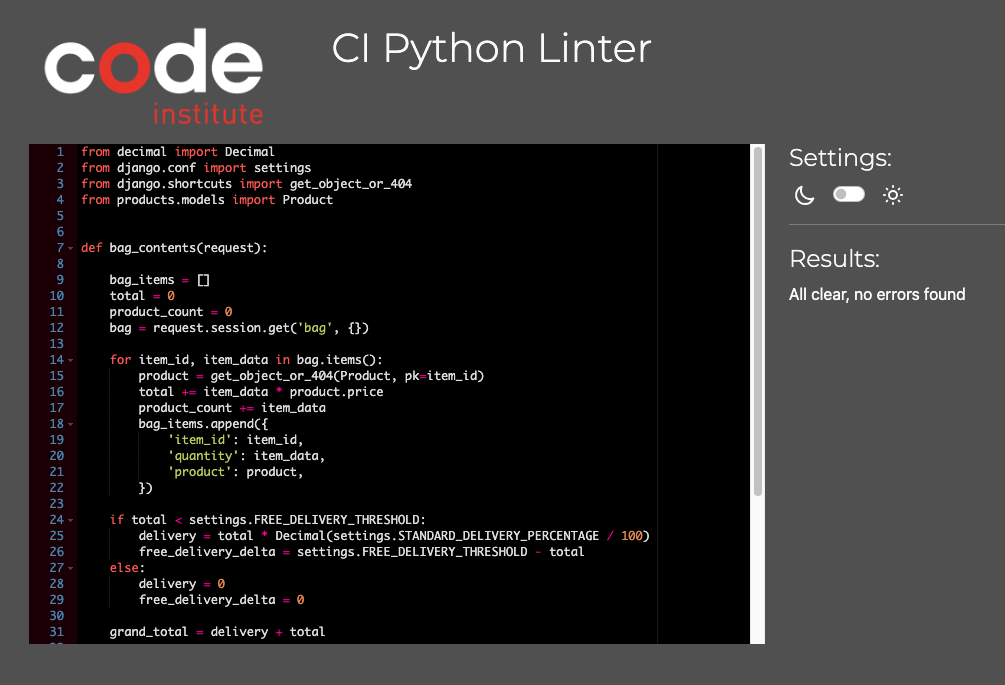 code
institute
CI Python Linter
1 from decimal import Decimal
2 from django.conf import settings
3 from django.shortcuts import get_object_or_404
4 from products.models import Product
5
6
7 def bag_contents(request):
8
9     bag_items = []
10     total = 0
11     product_count = 0
12     bag = request.session.get('bag', {})
13
14     for item_id, item_data in bag.items():
15         product = get_object_or_404(Product, pk=item_id)
16         total += item_data * product.price
17         product_count += item_data
18         bag_items.append({
19             'item_id': item_id,
20             'quantity': item_data,
21             'product': product,
22         })
23
24     if total < settings.FREE_DELIVERY_THRESHOLD:
25         delivery = total * Decimal(settings.STANDARD_DELIVERY_PERCENTAGE / 100)
26         free_delivery_delta = settings.FREE_DELIVERY_THRESHOLD - total
27     else:
28         delivery = 0
29         free_delivery_delta = 0
30
31     grand_total = delivery + total
Settings:
Results:
All clear, no errors found